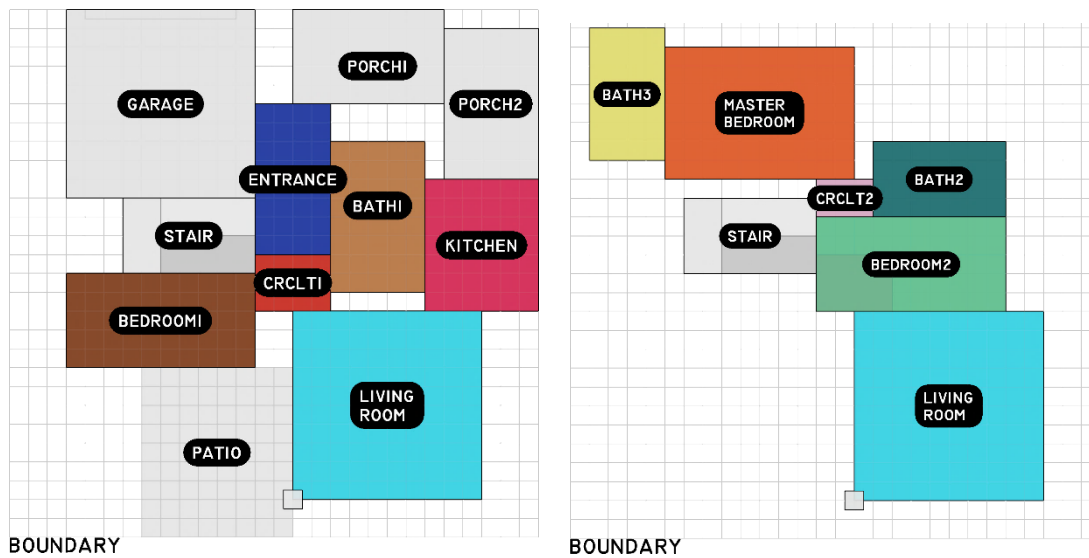 GARAGE
PORCH1
PORCH2
ENTRANCE
BATH1
STAIR
KITCHEN
CRCLT1
BEDROOM1
LIVING
ROOM
PATIO
BOUNDARY
BATH3
MASTER
BEDROOM
BATH2
CRCLT2
STAIR
BEDROOM2
LIVING
ROOM
BOUNDARY